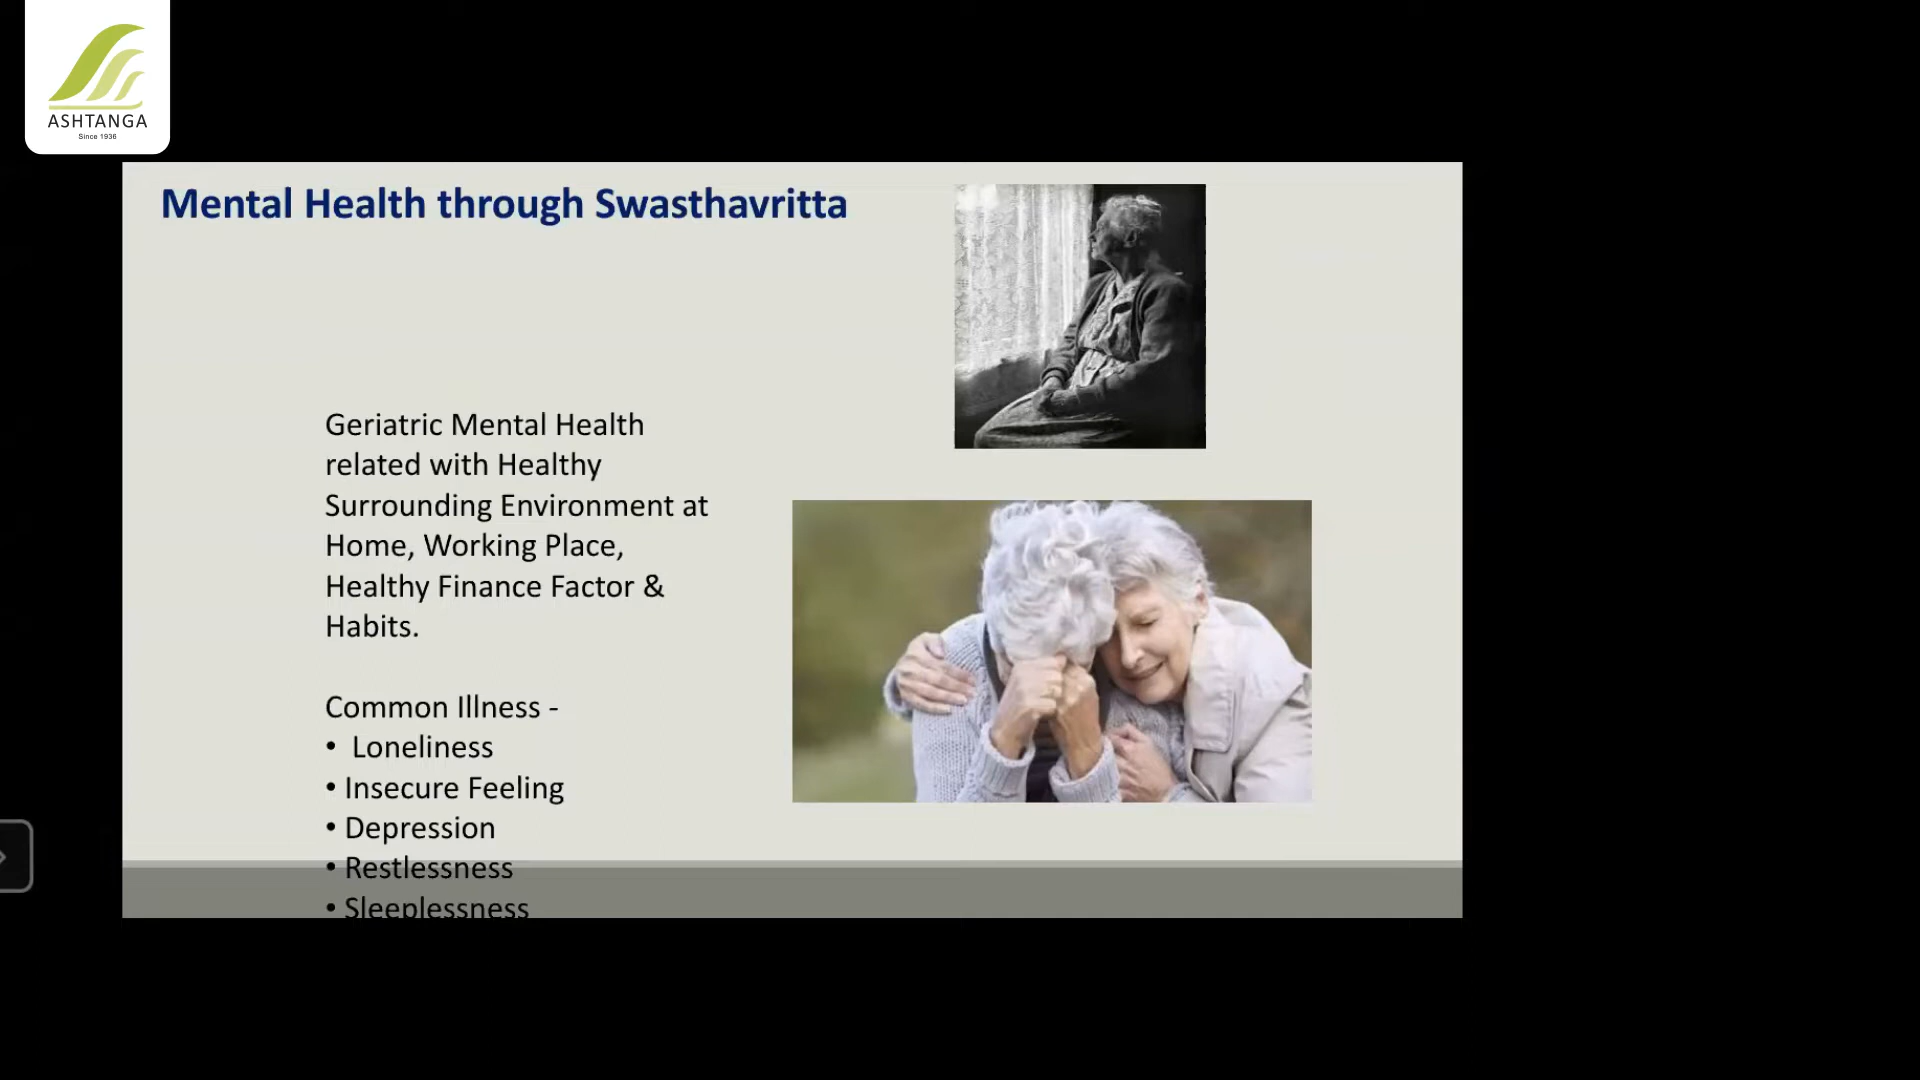 ASHTANGA
Since 1936
Mental Health through Swasthavritta
Geriatric Mental Health
related with Healthy
Surrounding Environment at
Home, Working Place,
Healthy Finance Factor &
Habits.
Common Illness -
• Loneliness
• Insecure Feeling
• Depression
• Restlessness
• Sleeplessness